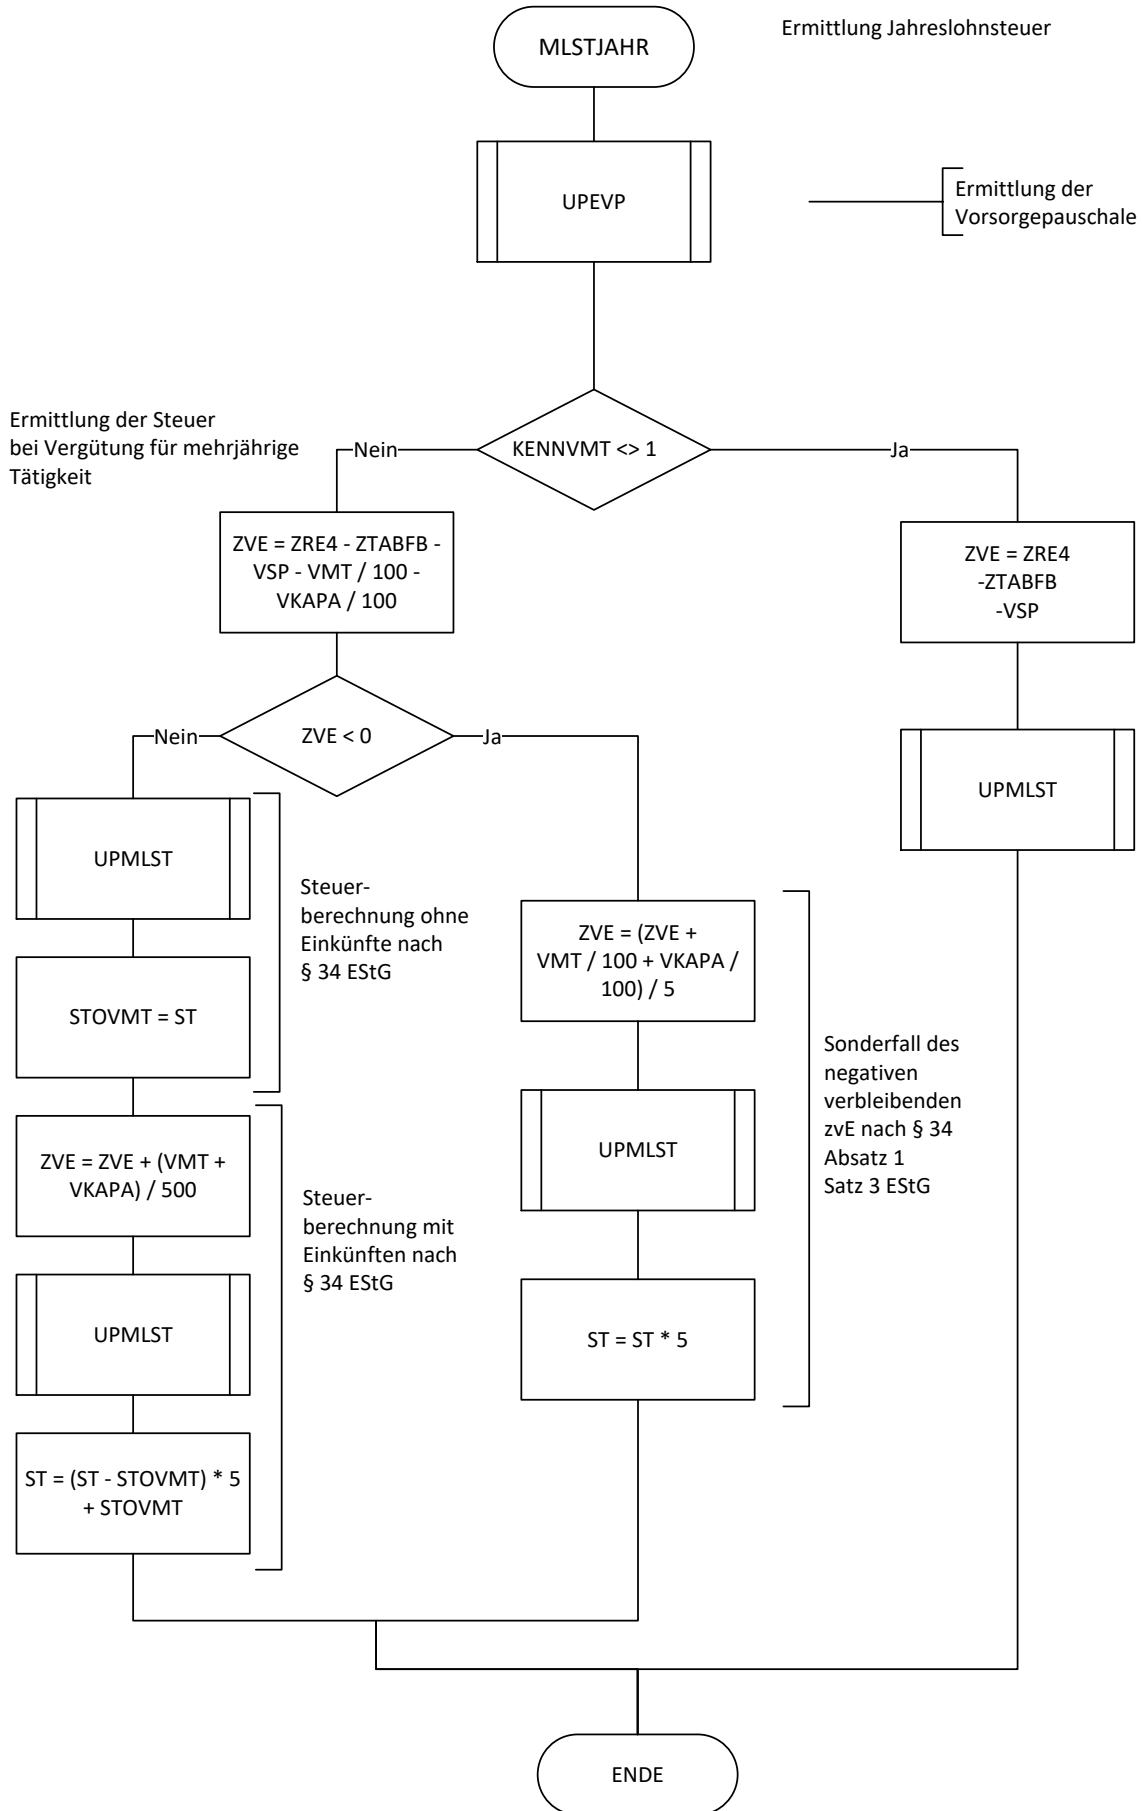 MLSTJAHR
Ermittlung Jahreslohnsteuer
UPEVP
Ermittlung der
Vorsorgepauschale
Ermittlung der Steuer
bei Vergütung für mehrjährige
Tätigkeit
Nein
KENNVMT <> 1
Ja
ZVE = ZRE4 - ZTABFB -
VSP - VMT / 100 -
VKAPA / 100
ZVE = ZRE4
-ZTABFB
-VSP
Nein
ZVE < 0
Ja
UPMLST
UPMLST
Steuer-
berechnung ohne
Einkünfte nach
§ 34 EStG
STOVMT = ST
ZVE = (ZVE +
VMT / 100 + VKAPA /
100) / 5
Sonderfall des
negativen
verbleibenden
zvE nach § 34
Absatz 1
Satz 3 EStG
UPMLST
ZVE = ZVE + (VMT +
VKAPA) / 500
Steuer-
berechnung mit
Einkünften nach
§ 34 EStG
UPMLST
ST = ST * 5
ST = (ST - STOVMT) * 5
+ STOVMT
ENDE